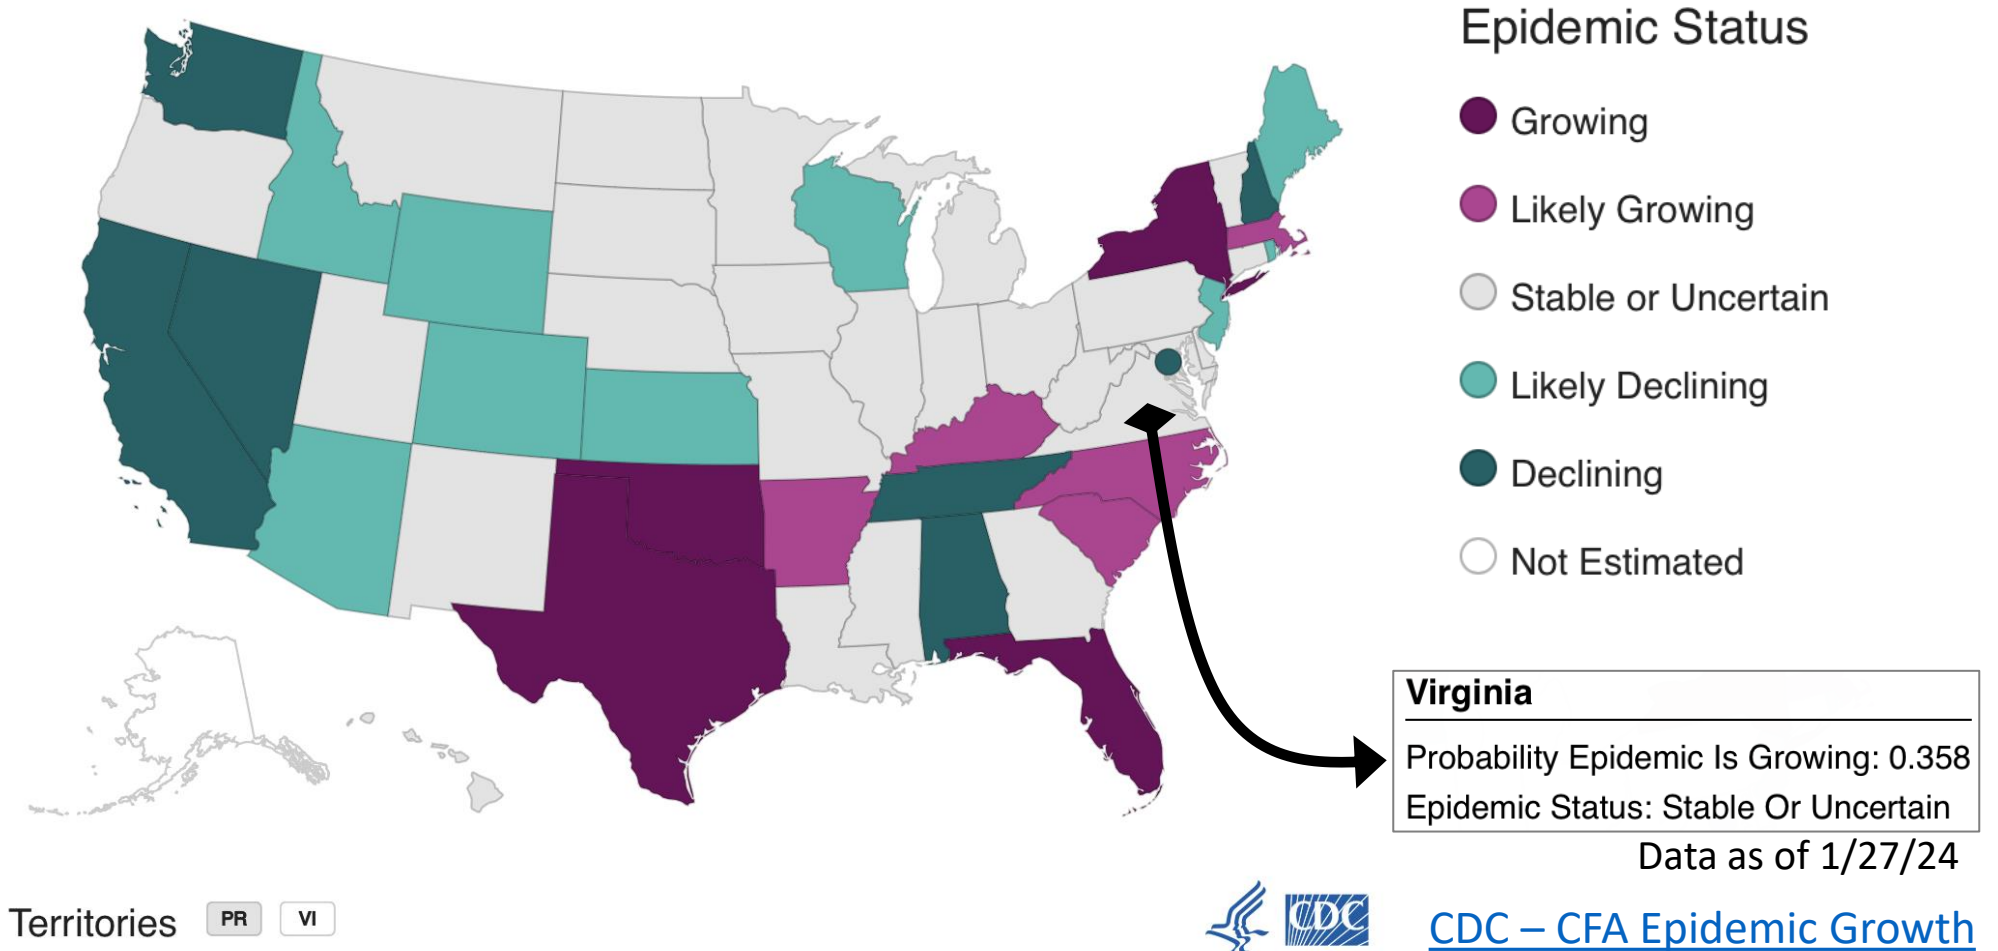 Epidemic Status
Growing
Likely Growing
Stable or Uncertain
Likely Declining
Declining
Not Estimated
Virginia
Probability Epidemic Is Growing: 0.358
Epidemic Status: Stable Or Uncertain
Data as of 1/27/24
Territories PR VI
CDC
CDC – CFA Epidemic Growth